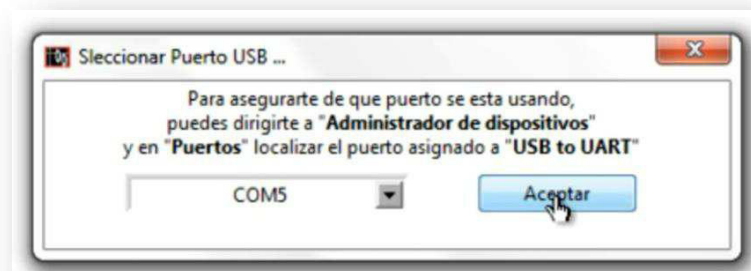 Sleccionar Puerto USB ...
Para asegurarte de que puerto se esta usando,
puedes dirigirte a "Administrador de dispositivos"
y en "Puertos" localizar el puerto asignado a "USB to UART"
COM5
Aceptar